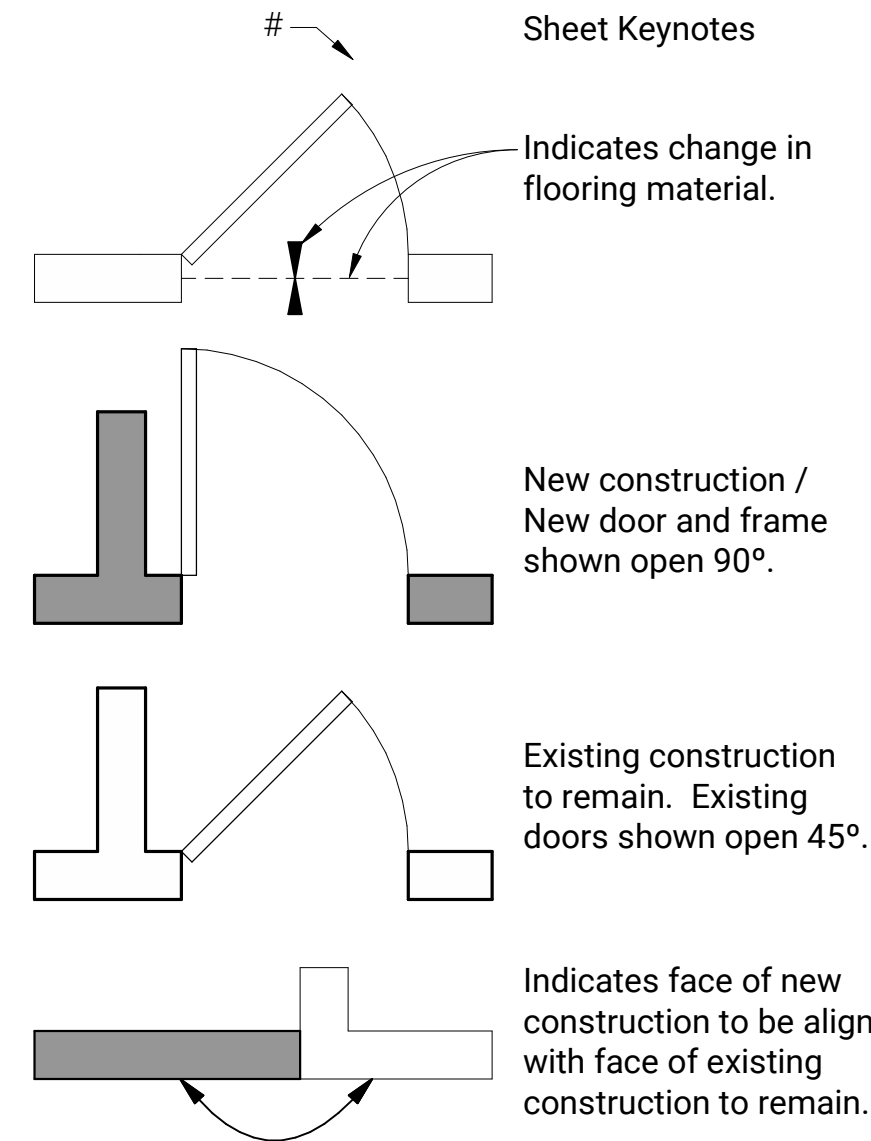 # Sheet Keynotes
Indicates change in
flooring material.
New construction /
New door and frame
shown open 90º.
Existing construction
to remain.  Existing
doors shown open 45º.
Indicates face of new
construction to be align
with face of existing
construction to remain.